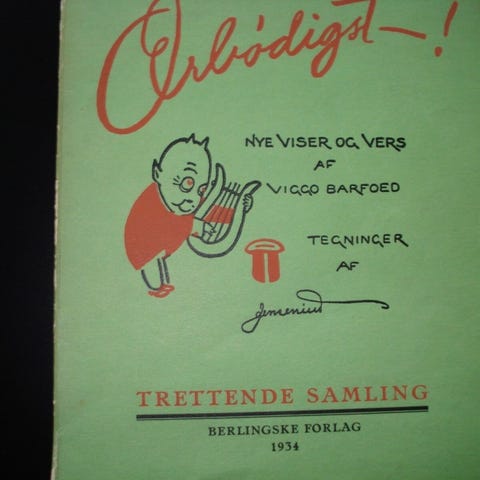 Ærbødigst—!
NYE VISER OG VERS
AF
VIGGO BARFOED
TEGNINGER
AF
Jensenius
TRETTENDE SAMLING
BERLINGSKE FORLAG
1934